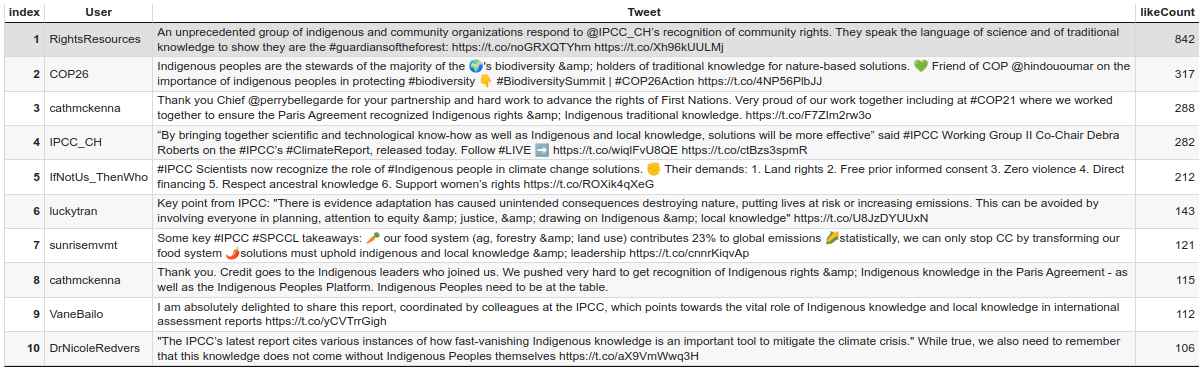 index User Tweet likeCount
1 RightsResources An unprecedented group of indigenous and community organizations respond to @IPCC_CH's recognition of community rights. They speak the language of science and of traditional 842
knowledge to show they are the #guardiansoftheforest: https://t.co/noGRXQTYhm https://t.co/Xh96kUULMj
2 COP26 Indigenous peoples are the stewards of the majority of the 🌍's biodiversity &amp; holders of traditional knowledge for nature-based solutions. 💚 Friend of COP @hindououmar on the 317
importance of indigenous peoples in protecting #biodiversity 👇 #BiodiversitySummit | #COP26Action https://t.co/4NP56PlbJJ
3 cathmckenna Thank you Chief @perrybellegarde for your partnership and hard work to advance the rights of First Nations. Very proud of our work together including at #COP21 where we worked 288
together to ensure the Paris Agreement recognized Indigenous rights &amp; Indigenous traditional knowledge. https://t.co/F7ZIm2rw3o
4 IPCC_CH “By bringing together scientific and technological know-how as well as Indigenous and local knowledge, solutions will be more effective” said #IPCC Working Group II Co-Chair Debra 282
Roberts on the #IPCC's #ClimateReport, released today. Follow #LIVE ➡️ https://t.co/wiqIFvU8QE https://t.co/ctBzs3spmR
5 IfNotUs_ThenWho #IPCC Scientists now recognize the role of #Indigenous people in climate change solutions. ✊ Their demands: 1. Land rights 2. Free prior informed consent 3. Zero violence 4. Direct 212
financing 5. Respect ancestral knowledge 6. Support women's rights https://t.co/ROXik4qXeG
6 luckytran Key point from IPCC: "There is evidence adaptation has caused unintended consequences destroying nature, putting lives at risk or increasing emissions. This can be avoided by 143
involving everyone in planning, attention to equity &amp; justice, &amp; drawing on Indigenous &amp; local knowledge" https://t.co/U8JzDYUUxN
7 sunrisemvmt Some key #IPCC #SPCCL takeaways: 🥕 our food system (ag, forestry &amp; land use) contributes 23% to global emissions 🌽statistically, we can only stop CC by transforming our 121
food system 🌶️solutions must uphold indigenous and local knowledge &amp; leadership https://t.co/cnnrKiqvAp
8 cathmckenna Thank you. Credit goes to the Indigenous leaders who joined us. We pushed very hard to get recognition of Indigenous rights &amp; Indigenous knowledge in the Paris Agreement - as 115
well as the Indigenous Peoples Platform. Indigenous Peoples need to be at the table.
9 VaneBailo I am absolutely delighted to share this report, coordinated by colleagues at the IPCC, which points towards the vital role of Indigenous knowledge and local knowledge in international 112
assessment reports https://t.co/yCVTrrGigh
10 DrNicoleRedvers "The IPCC's latest report cites various instances of how fast-vanishing Indigenous knowledge is an important tool to mitigate the climate crisis." While true, we also need to remember 106
that this knowledge does not come without Indigenous Peoples themselves https://t.co/aX9VmWwq3H